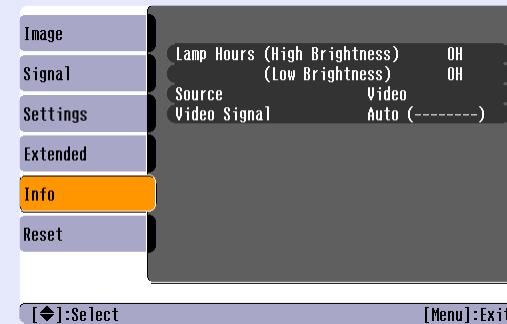 Image
Signal
Settings
Extended
Info
Reset
Lamp Hours (High Brightness) 0H
(Low Brightness) 0H
Source Video
Video Signal Auto (--------)
[◆]:Select [Menu]:Exit